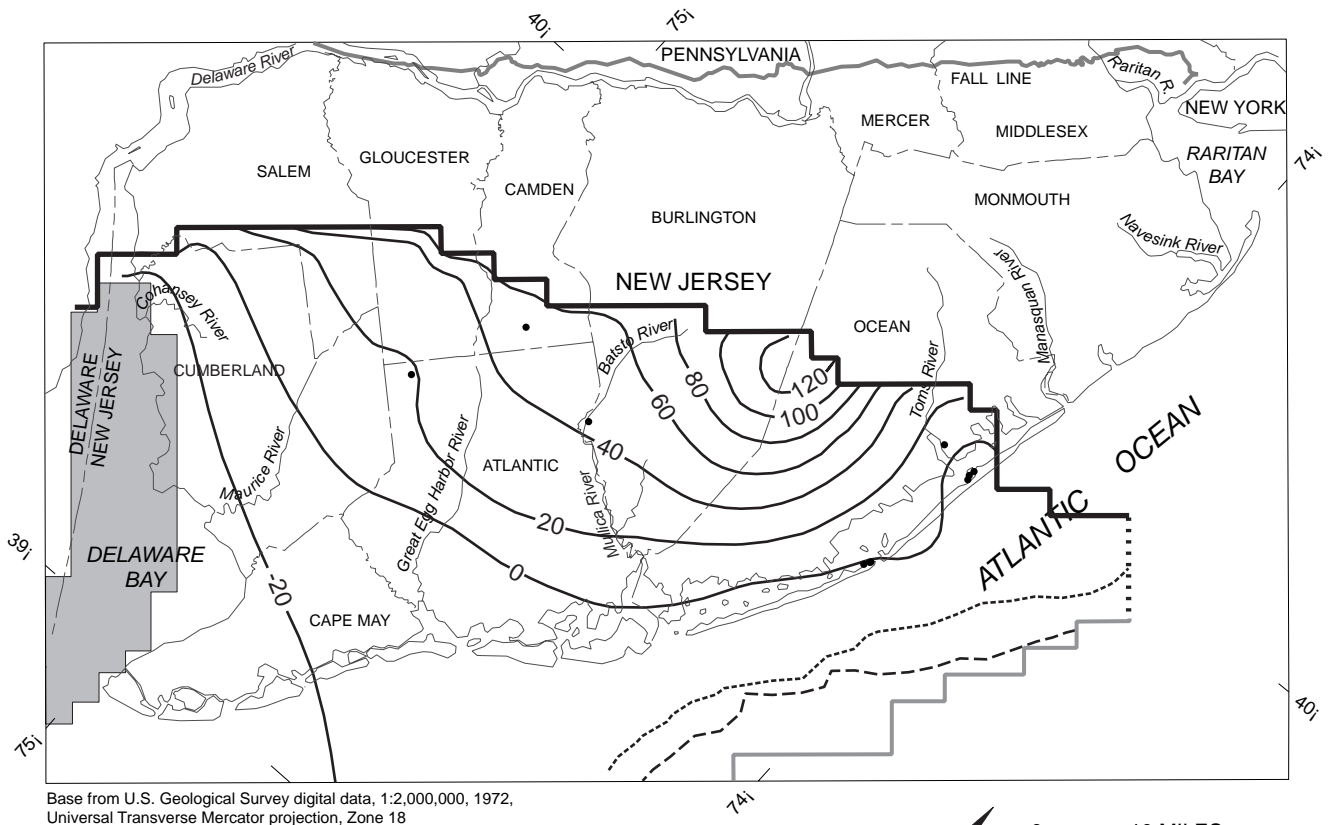 40i
75i
PENNSYLVANIA
Delaware River
FALL LINE
Raritan R.
NEW YORK
MERCER
MIDDLESEX
RARITAN
BAY
74i
SALEM
GLOUCESTER
CAMDEN
BURLINGTON
MONMOUTH
Navesink River
Manasquan River
NEW JERSEY
Cohansey River
OCEAN
Batsto River
Toms River
CUMBERLAND
DELAWARE
NEW JERSEY
120
100
80
60
40
20
0
-20
ATLANTIC
Maurice River
Great Egg Harbor River
Mullica River
ATLANTIC
OCEAN
39i
DELAWARE
BAY
CAPE MAY
75i
74i
40i
Base from U.S. Geological Survey digital data, 1:2,000,000, 1972,
Universal Transverse Mercator projection, Zone 18